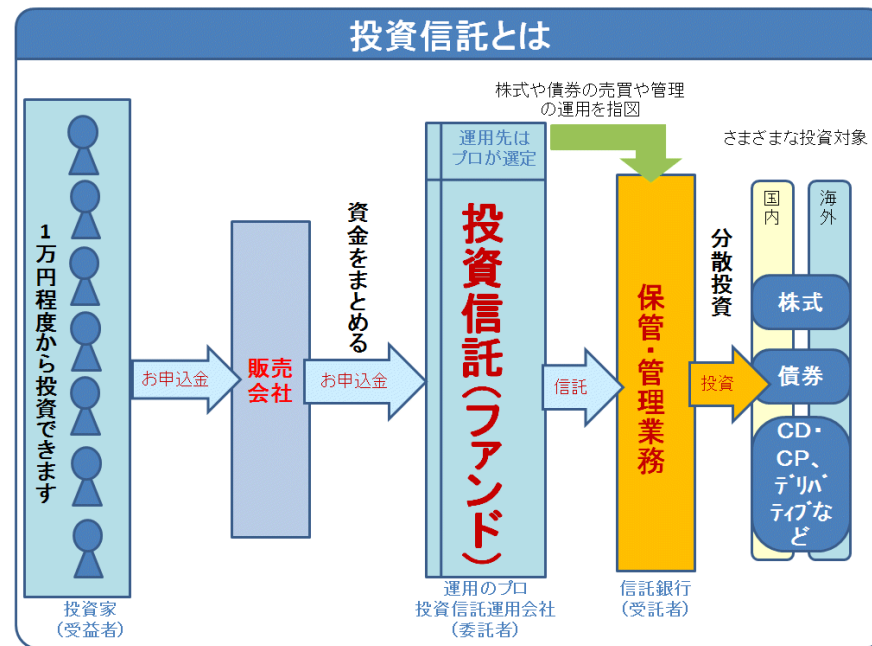 投資信託とは
1万円程度から投資できます
投資家
(受益者)
お申込金
販売
会社
資金をまとめる
お申込金
運用先は
プロが選定
投資信託(ファンド)
運用のプロ
投資信託運用会社
(委託者)
株式や債券の売買や管理
の運用を指図
信託
保管・管理業務
信託銀行
(受託者)
分散投資
投資
さまざまな投資対象
国内
海外
株式
債券
CD・
CP、
デリバ
ティブな
ど